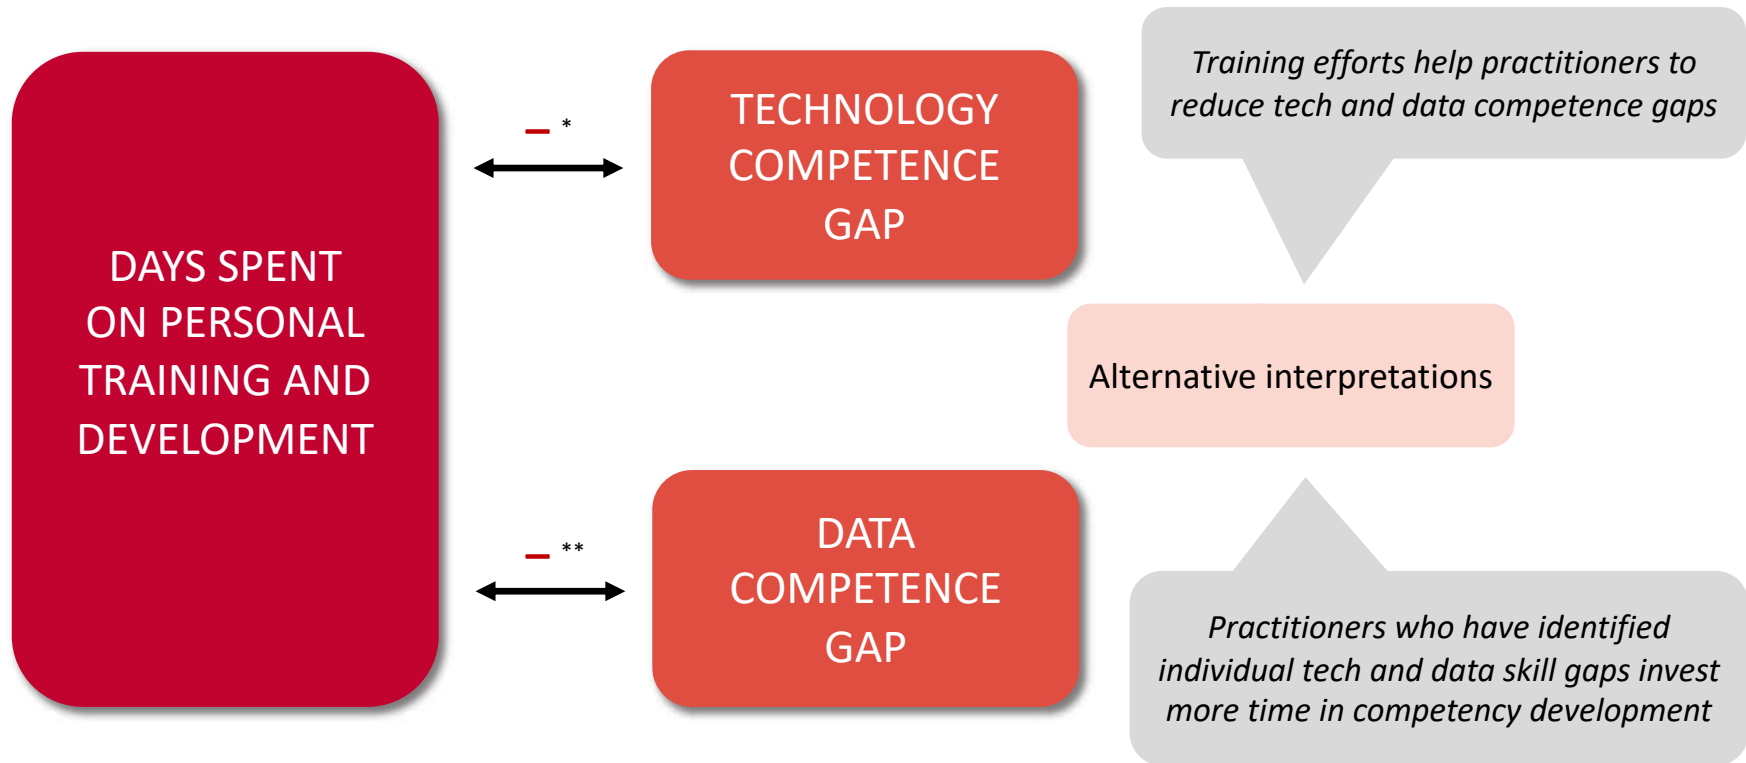 DAYS SPENT
ON PERSONAL
TRAINING AND
DEVELOPMENT
– *
TECHNOLOGY
COMPETENCE
GAP
– **
DATA
COMPETENCE
GAP
Training efforts help practitioners to
reduce tech and data competence gaps
Alternative interpretations
Practitioners who have identified
individual tech and data skill gaps invest
more time in competency development